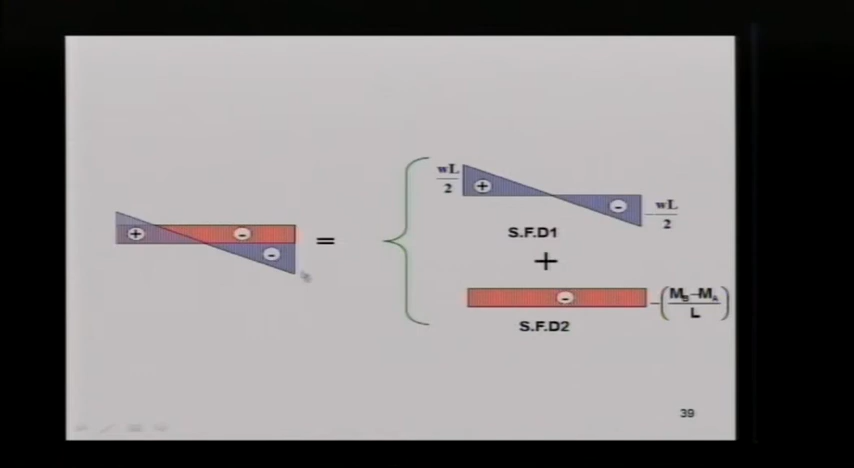 wL
2
+
-
wL
2
-
+
-
S.F.D1
=
+
-
-(M_B-M_A
L)
S.F.D2
39